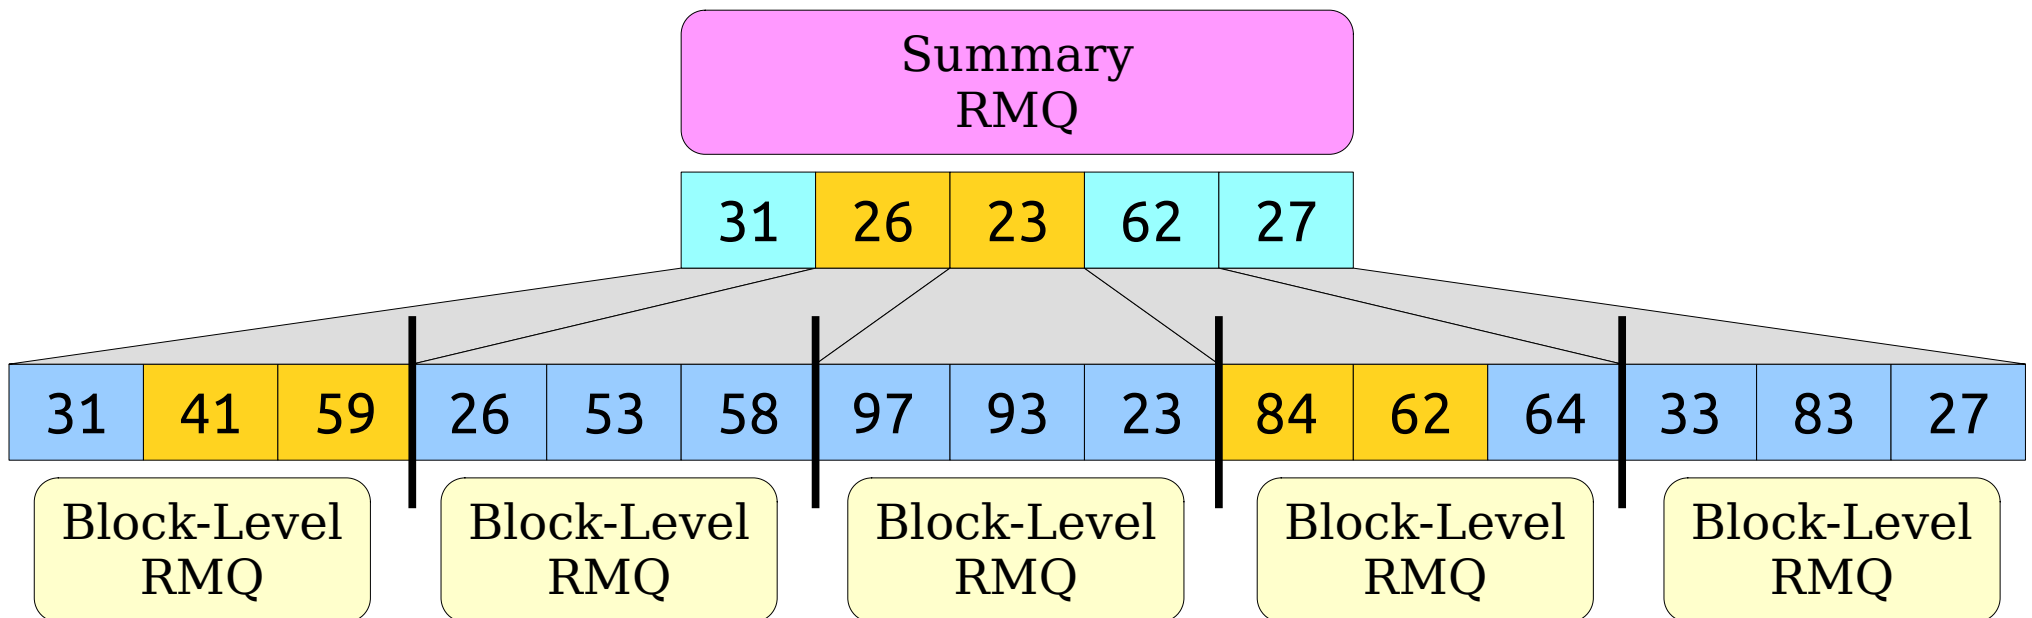 Summary
RMQ
31 26 23 62 27
31 41 59 26 53 58 97 93 23 84 62 64 33 83 27
Block-Level Block-Level Block-Level Block-Level Block-Level
RMQ RMQ RMQ RMQ RMQ